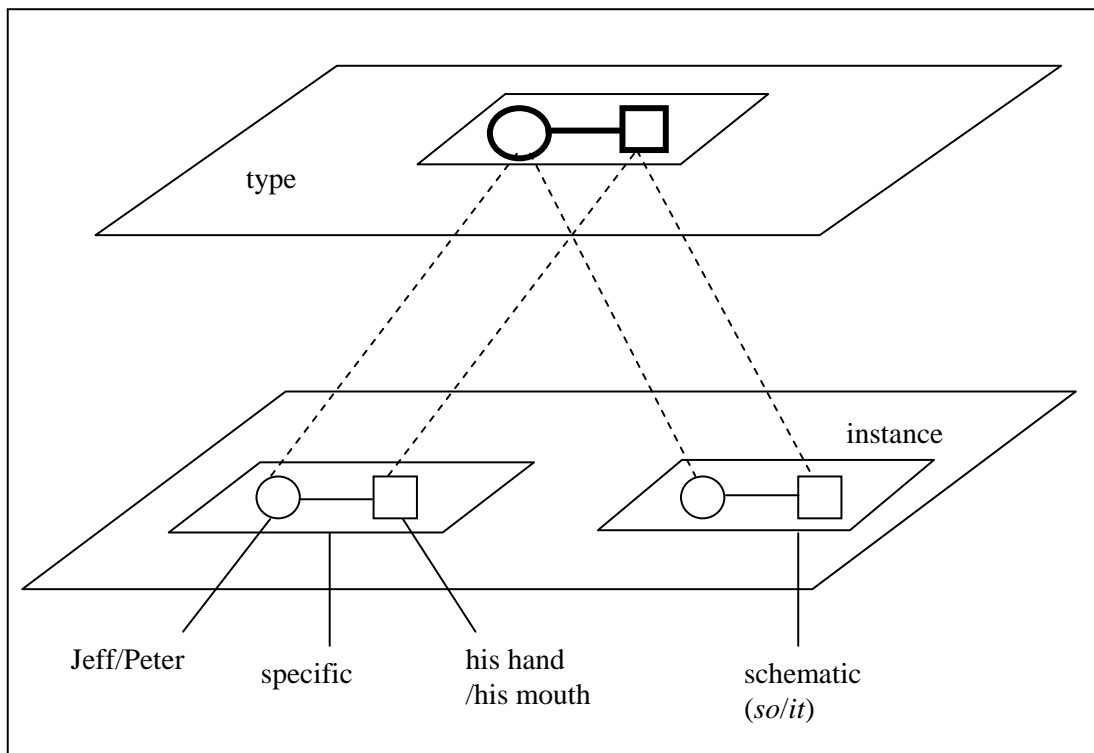 type
instance
Jeff/Peter
specific
his hand
/his mouth
schematic
(so/it)